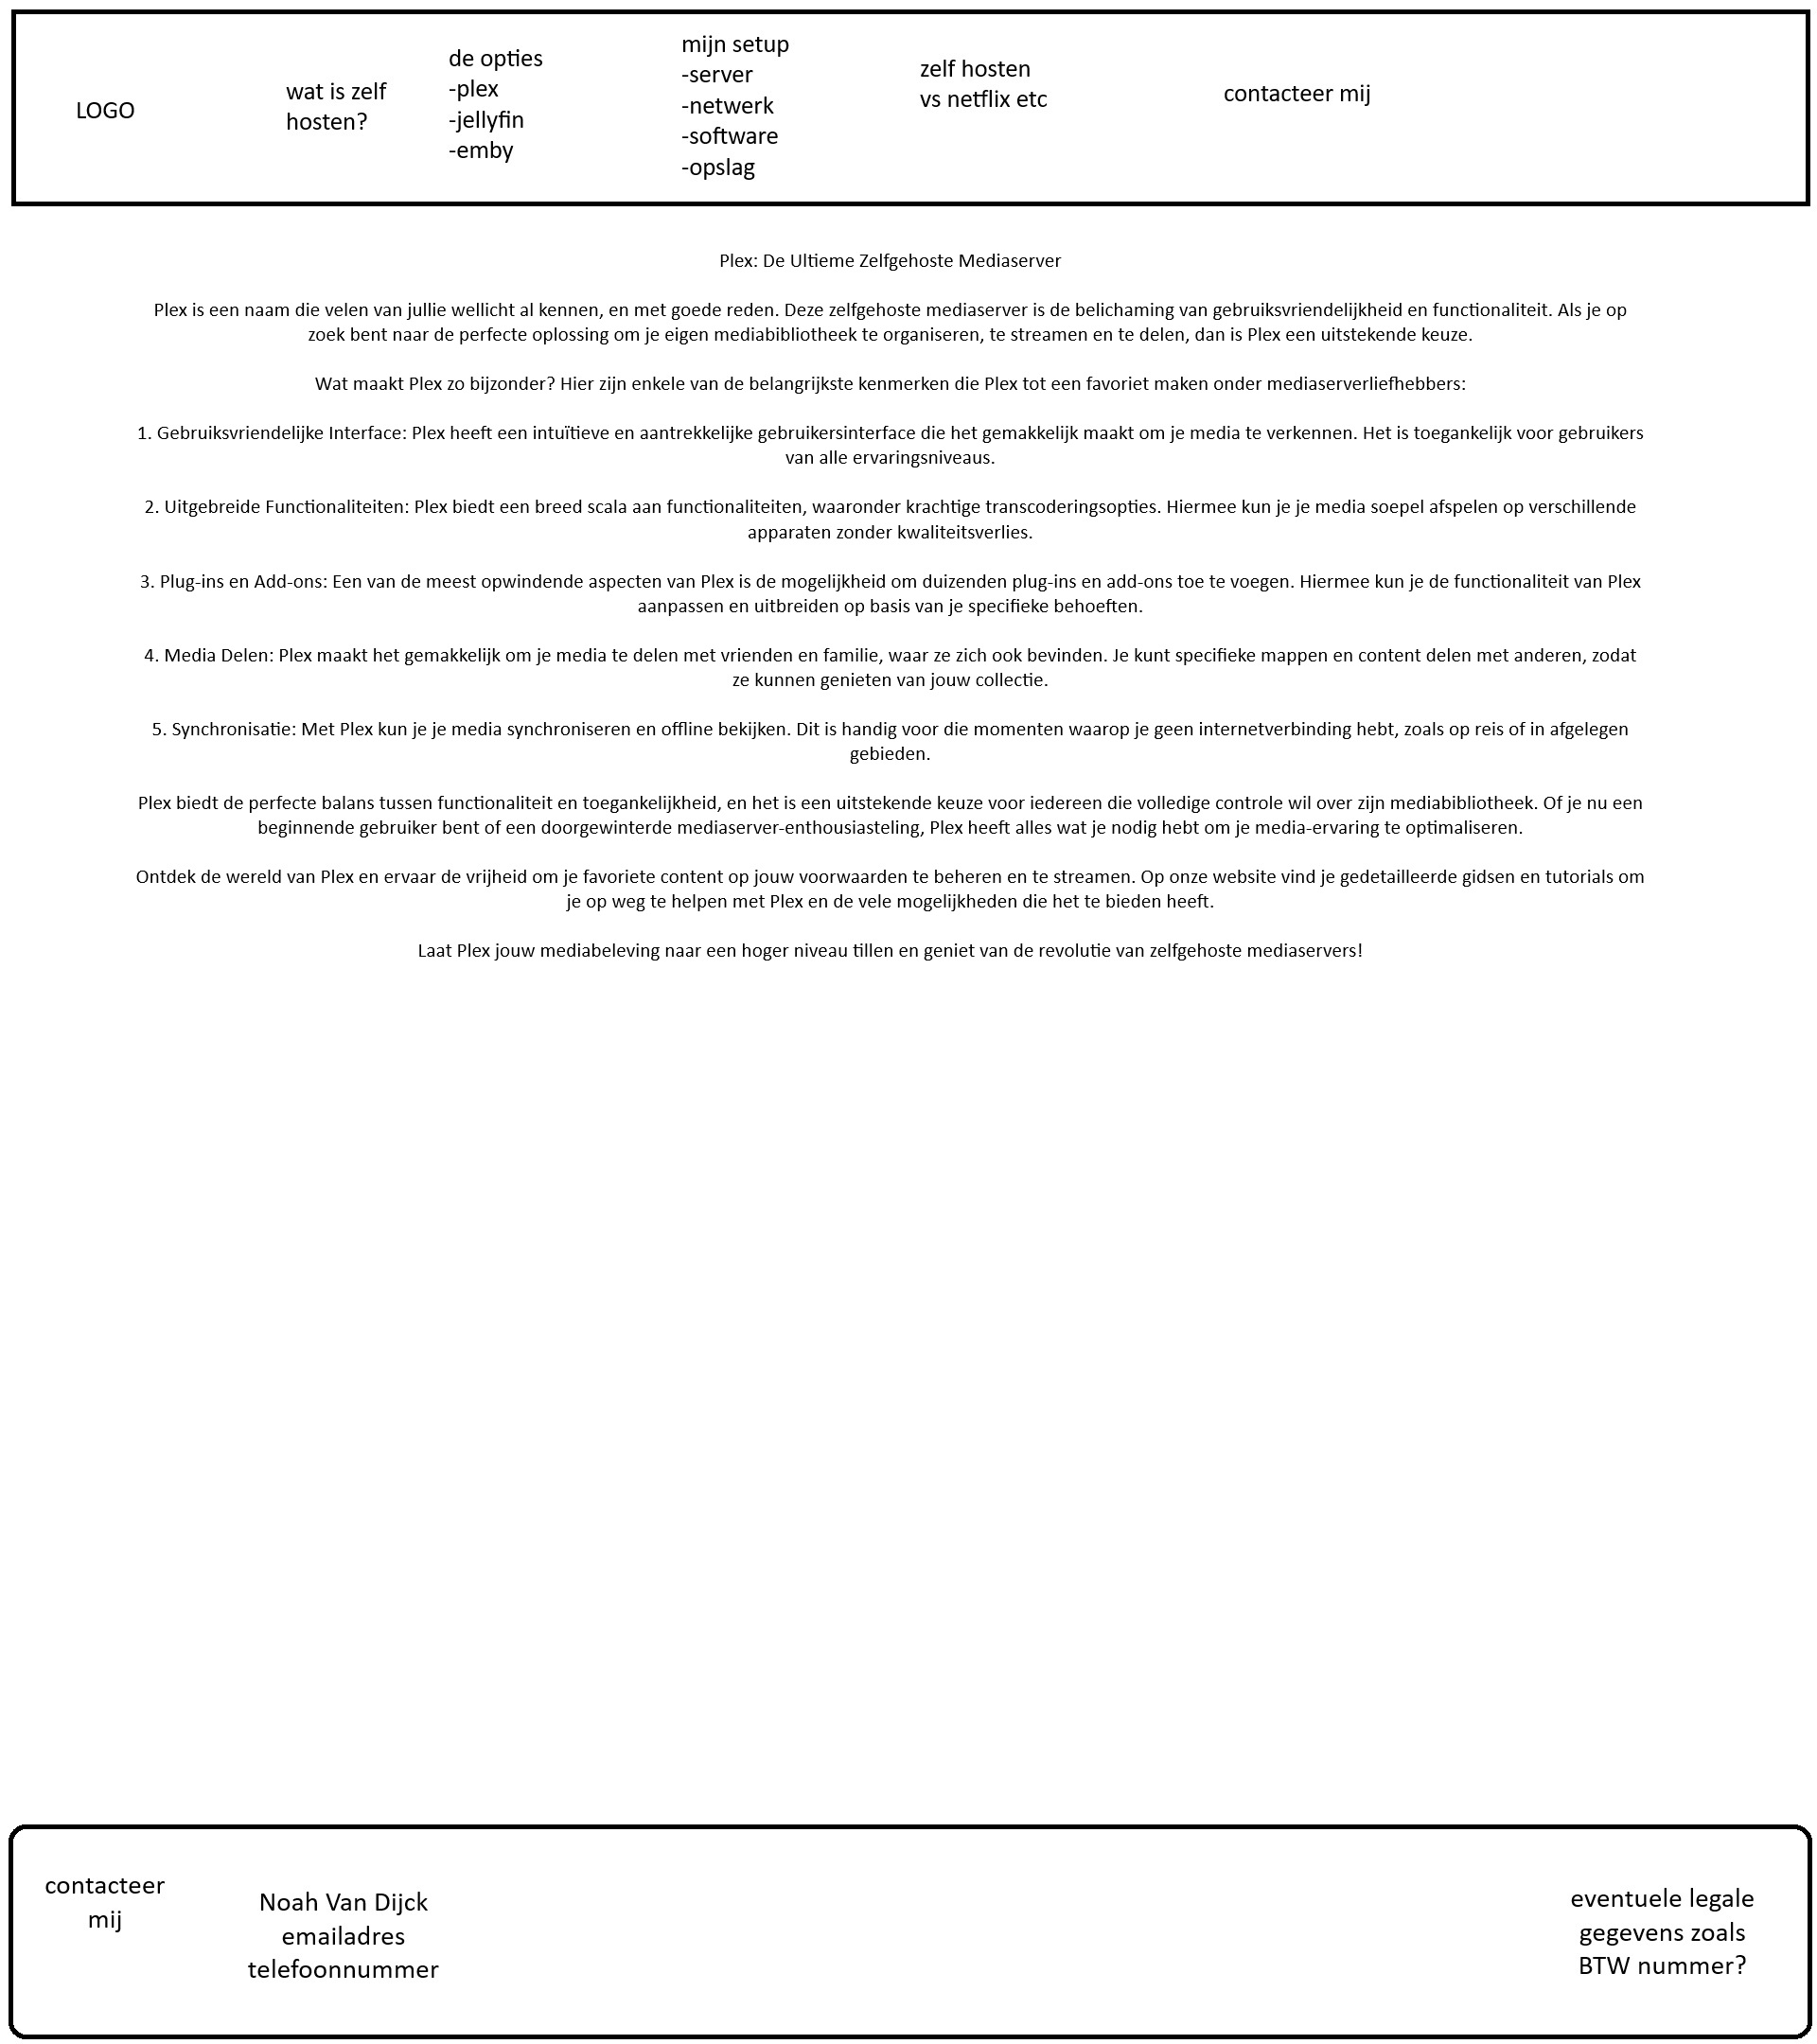 LOGO
wat is zelf
hosten?
de opties
-plex
-jellyfin
-emby
mijn setup
-server
-netwerk
-software
-opslag
zelf hosten
vs netflix etc
contacteer mij
Plex: De Ultieme Zelfgehoste Mediaserver
Plex is een naam die velen van jullie wellicht al kennen, en met goede reden. Deze zelfgehoste mediaserver is de belichaming van gebruiksvriendelijkheid en functionaliteit. Als je op
zoek bent naar de perfecte oplossing om je eigen mediabibliotheek te organiseren, te streamen en te delen, dan is Plex een uitstekende keuze.
Wat maakt Plex zo bijzonder? Hier zijn enkele van de belangrijkste kenmerken die Plex tot een favoriet maken onder mediaserverliefhebbers:
1. Gebruiksvriendelijke Interface: Plex heeft een intuïtieve en aantrekkelijke gebruikersinterface die het gemakkelijk maakt om je media te verkennen. Het is toegankelijk voor gebruikers
van alle ervaringsniveaus.
2. Uitgebreide Functionaliteiten: Plex biedt een breed scala aan functionaliteiten, waaronder krachtige transcoderingsopties. Hiermee kun je je media soepel afspelen op verschillende
apparaten zonder kwaliteitsverlies.
3. Plug-ins en Add-ons: Een van de meest opwindende aspecten van Plex is de mogelijkheid om duizenden plug-ins en add-ons toe te voegen. Hiermee kun je de functionaliteit van Plex
aanpassen en uitbreiden op basis van je specifieke behoeften.
4. Media Delen: Plex maakt het gemakkelijk om je media te delen met vrienden en familie, waar ze zich ook bevinden. Je kunt specifieke mappen en content delen met anderen, zodat
ze kunnen genieten van jouw collectie.
5. Synchronisatie: Met Plex kun je je media synchroniseren en offline bekijken. Dit is handig voor die momenten waarop je geen internetverbinding hebt, zoals op reis of in afgelegen
gebieden.
Plex biedt de perfecte balans tussen functionaliteit en toegankelijkheid, en het is een uitstekende keuze voor iedereen die volledige controle wil over zijn mediabibliotheek. Of je nu een
beginnende gebruiker bent of een doorgewinterde mediaserver-enthousiasteling, Plex heeft alles wat je nodig hebt om je media-ervaring te optimaliseren.
Ontdek de wereld van Plex en ervaar de vrijheid om je favoriete content op jouw voorwaarden te beheren en te streamen. Op onze website vind je gedetailleerde gidsen en tutorials om
je op weg te helpen met Plex en de vele mogelijkheden die het te bieden heeft.
Laat Plex jouw mediabeleving naar een hoger niveau tillen en geniet van de revolutie van zelfgehoste mediaservers!
contacteer
mij
Noah Van Dijck
emailadres
telefoonnummer
eventuele legale
gegevens zoals
BTW nummer?